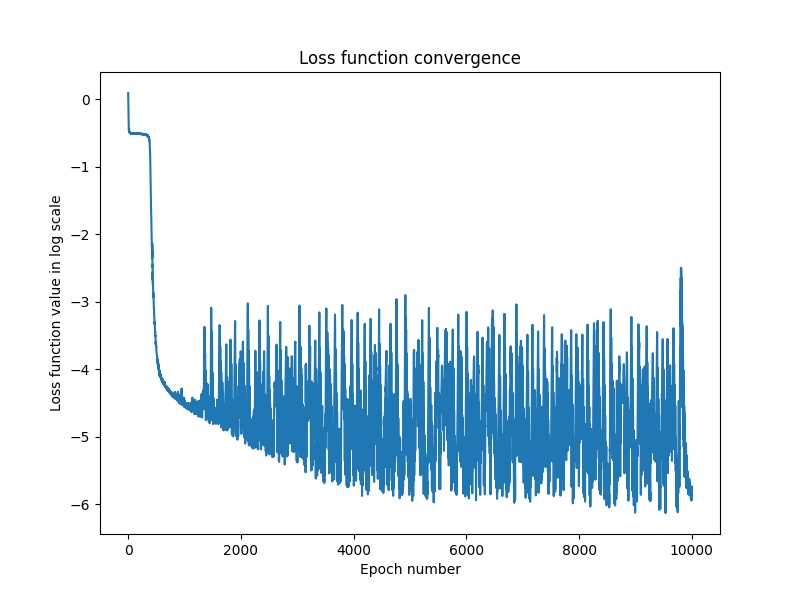 Loss function convergence
Loss function value in log scale
0
−1
−2
−3
−4
−5
−6
0 2000 4000 6000 8000 10000
Epoch number